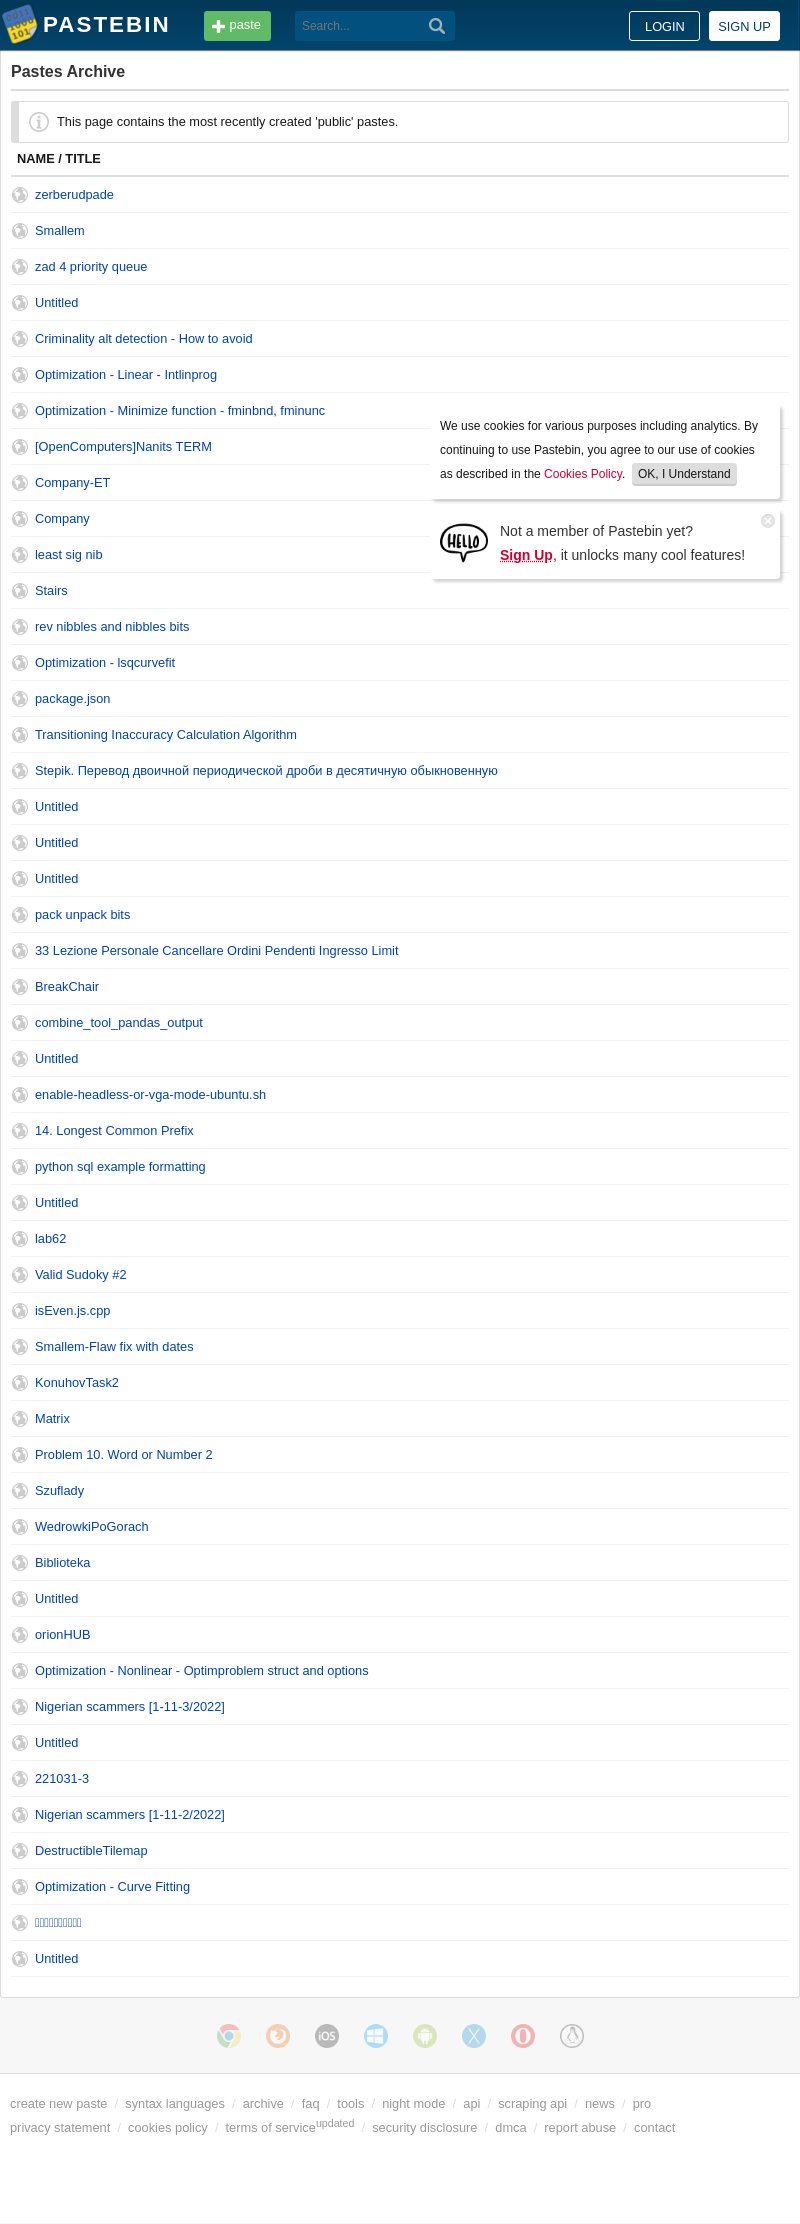 PASTEBIN
paste
Search...
LOGIN
SIGN UP
Pastes Archive
This page contains the most recently created 'public' pastes.
NAME / TITLE
zerberudpade
Smallem
zad 4 priority queue
Untitled
Criminality alt detection - How to avoid
Optimization - Linear - Intlinprog
Optimization - Minimize function - fminbnd, fminunc
[OpenComputers]Nanits TERM
Company-ET
Company
least sig nib
Stairs
rev nibbles and nibbles bits
Optimization - lsqcurvefit
package.json
Transitioning Inaccuracy Calculation Algorithm
Stepik. Перевод двоичной периодической дроби в десятичную обыкновенную
Untitled
Untitled
Untitled
pack unpack bits
33 Lezione Personale Cancellare Ordini Pendenti Ingresso Limit
BreakChair
combine_tool_pandas_output
Untitled
enable-headless-or-vga-mode-ubuntu.sh
14. Longest Common Prefix
python sql example formatting
Untitled
lab62
Valid Sudoky #2
isEven.js.cpp
Smallem-Flaw fix with dates
KonuhovTask2
Matrix
Problem 10. Word or Number 2
Szuflady
WedrowkiPoGorach
Biblioteka
Untitled
orionHUB
Optimization - Nonlinear - Optimproblem struct and options
Nigerian scammers [1-11-3/2022]
Untitled
221031-3
Nigerian scammers [1-11-2/2022]
DestructibleTilemap
Optimization - Curve Fitting
Untitled
We use cookies for various purposes including analytics. By
continuing to use Pastebin, you agree to our use of cookies
as described in the Cookies Policy. OK, I Understand
HELLO
Not a member of Pastebin yet?
Sign Up, it unlocks many cool features!
iOS
create new paste / syntax languages / archive / faq / tools / night mode / api / scraping api / news / pro
privacy statement / cookies policy / terms of serviceupdated / security disclosure / dmca / report abuse / contact